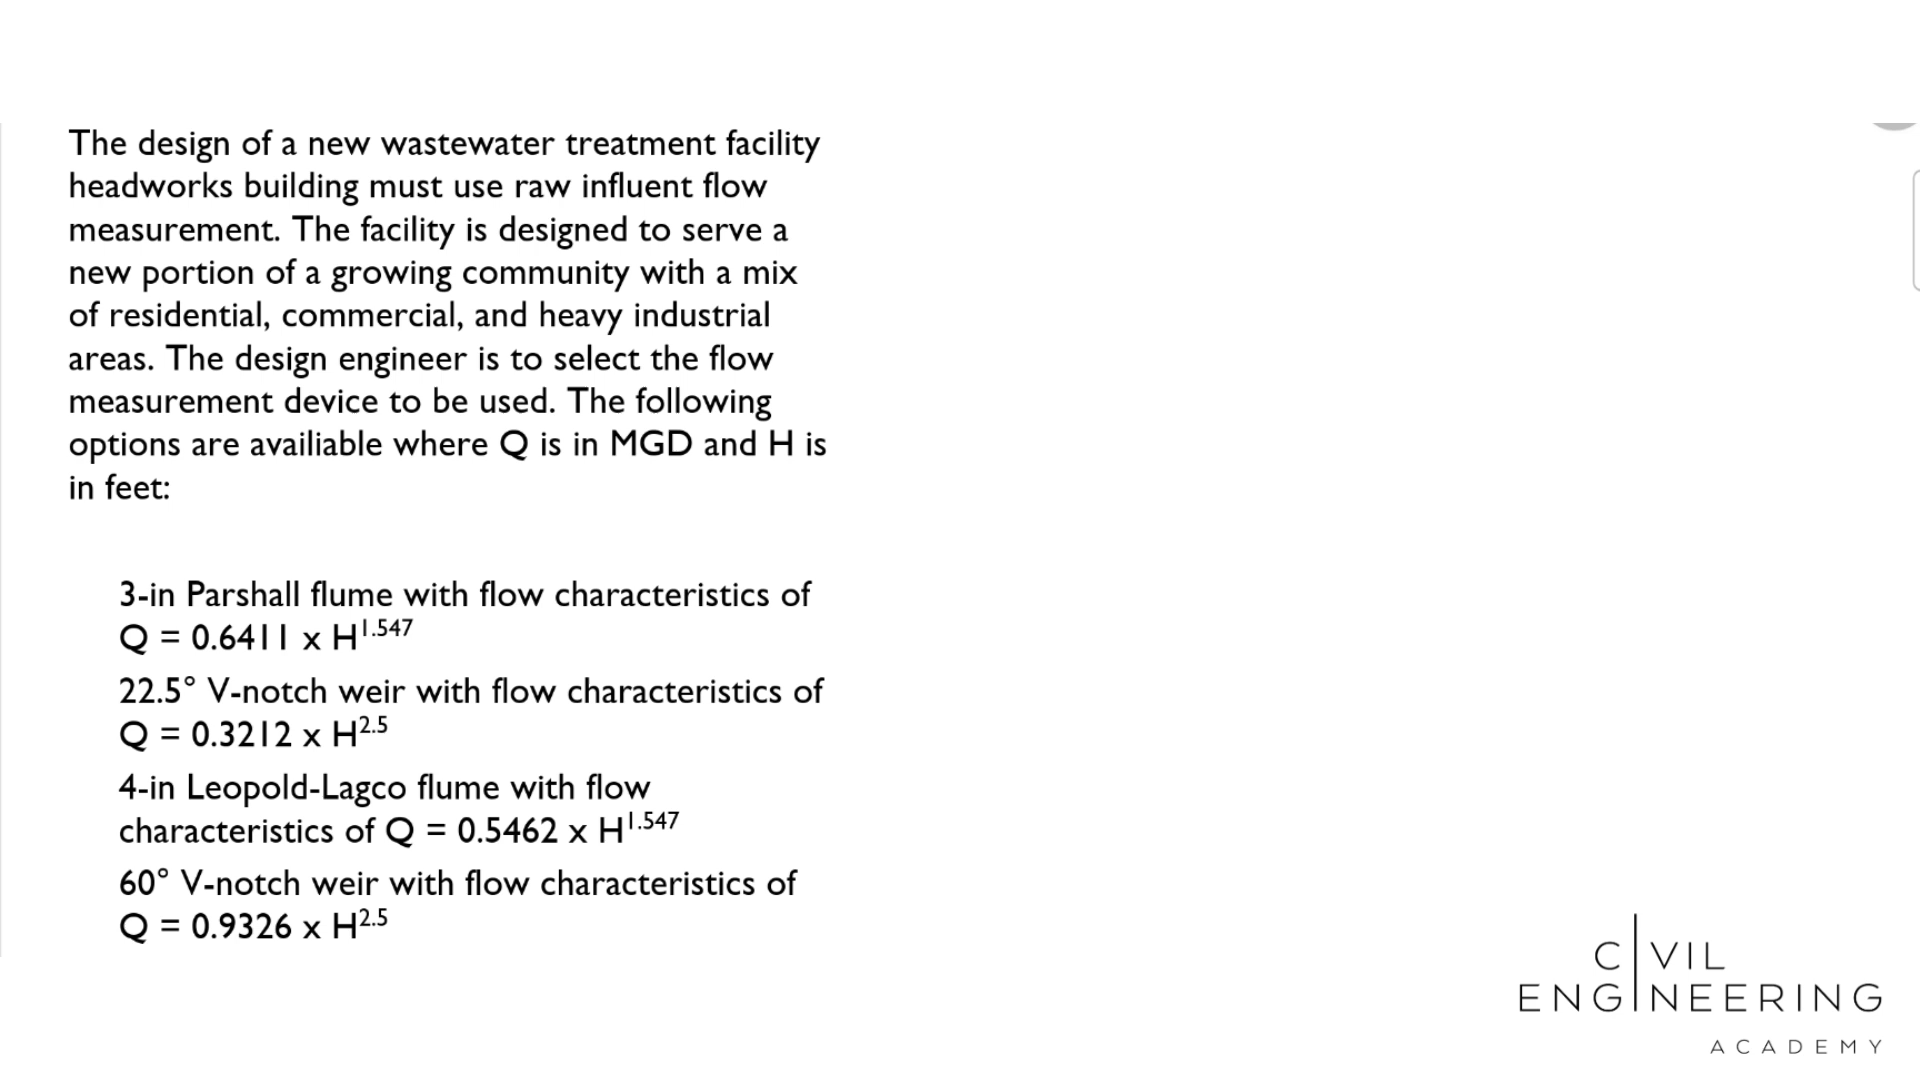 The design of a new wastewater treatment facility
headworks building must use raw influent flow
measurement. The facility is designed to serve a
new portion of a growing community with a mix
of residential, commercial, and heavy industrial
areas. The design engineer is to select the flow
measurement device to be used. The following
options are availiable where Q is in MGD and H is
in feet:
3-in Parshall flume with flow characteristics of
Q = 0.6411 x H^1.547
22.5° V-notch weir with flow characteristics of
Q = 0.3212 x H^2.5
4-in Leopold-Lagco flume with flow
characteristics of Q = 0.5462 x H^1.547
60° V-notch weir with flow characteristics of
Q = 0.9326 x H^2.5
CIVIL
ENGINEERING
ACADEMY